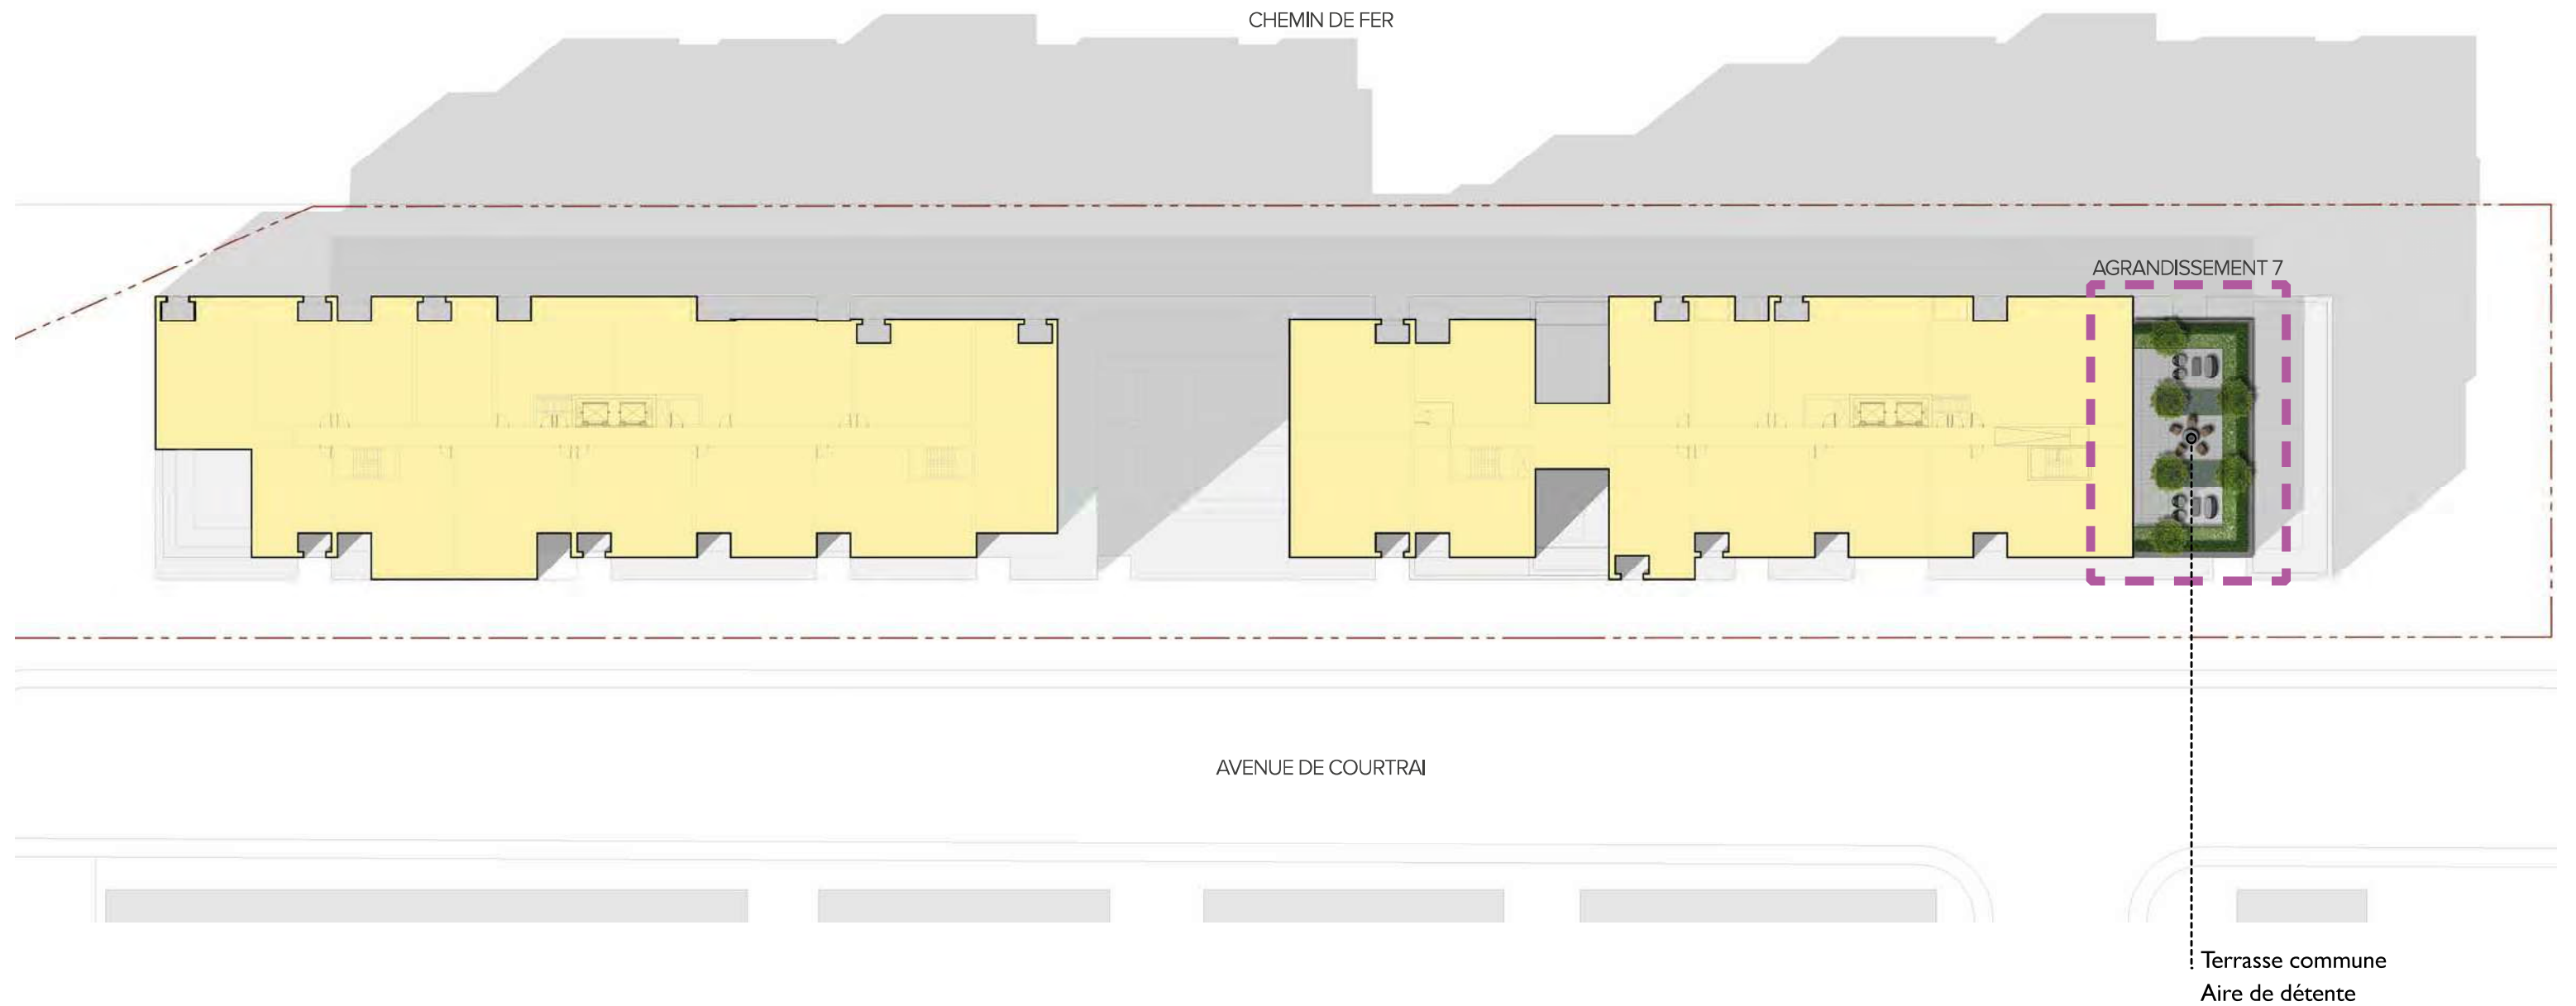 CHEMIN DE FER
AGRANDISSEMENT 7
AVENUE DE COURTRAI
Terrasse commune
Aire de détente